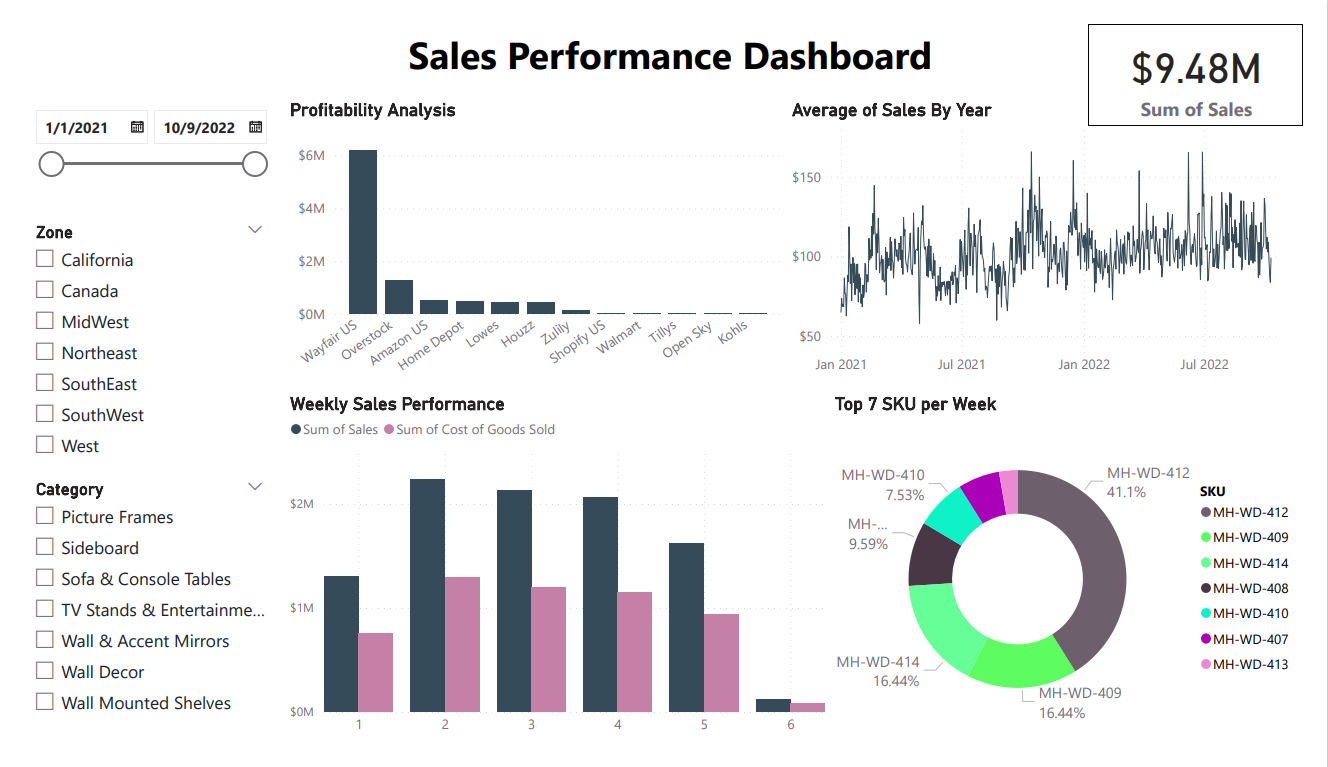 Sales Performance Dashboard
$9.48M
Sum of Sales
1/1/2021
10/9/2022
Zone
California
Canada
MidWest
Northeast
SouthEast
SouthWest
West
Category
Picture Frames
Sideboard
Sofa & Console Tables
TV Stands & Entertainme...
Wall & Accent Mirrors
Wall Decor
Wall Mounted Shelves
Profitability Analysis
$6M
$4M
$2M
$0M
Wayfair US
Overstock
Amazon US
Home Depot
Lowes
Houzz
Zulily
Shopify US
Walmart
Tillys
Open Sky
Kohls
Average of Sales By Year
$150
$100
$50
Jan 2021
Jul 2021
Jan 2022
Jul 2022
Weekly Sales Performance
Sum of Sales
Sum of Cost of Goods Sold
$2M
$1M
$0M
1
2
3
4
5
6
Top 7 SKU per Week
MH-WD-410
7.53%
MH-...
9.59%
MH-WD-414
16.44%
MH-WD-409
16.44%
MH-WD-412
41.1%
SKU
MH-WD-412
MH-WD-409
MH-WD-414
MH-WD-408
MH-WD-410
MH-WD-407
MH-WD-413